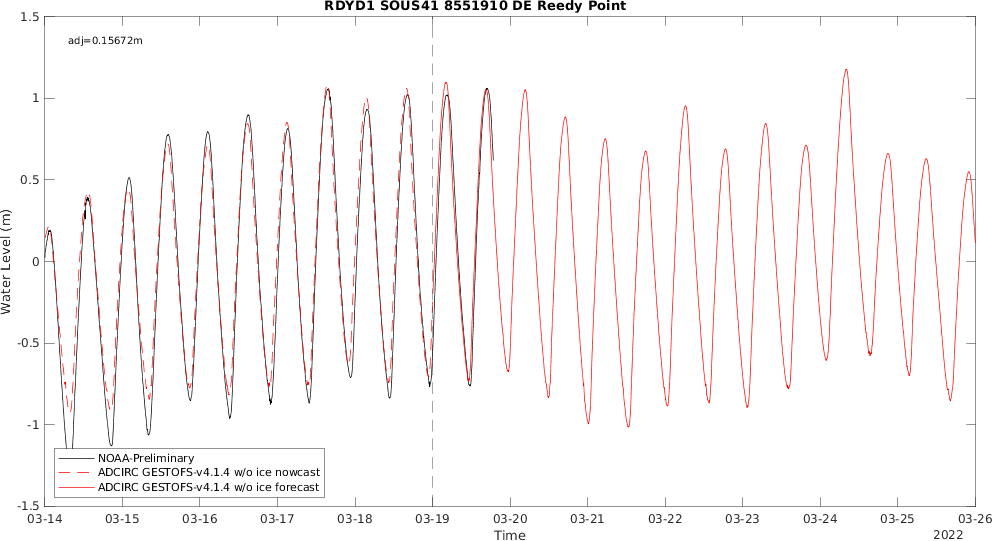 RDYD1 SOUS41 8551910 DE Reedy Point
adj=0.15672m
Water Level (m)
1.5
1
0.5
0
-0.5
-1
-1.5
NOAA-Preliminary
ADCIRC GESTOFS-v4.1.4 w/o ice nowcast
ADCIRC GESTOFS-v4.1.4 w/o ice forecast
03-14 03-15 03-16 03-17 03-18 03-19 03-20 03-21 03-22 03-23 03-24 03-25 03-26
Time
2022